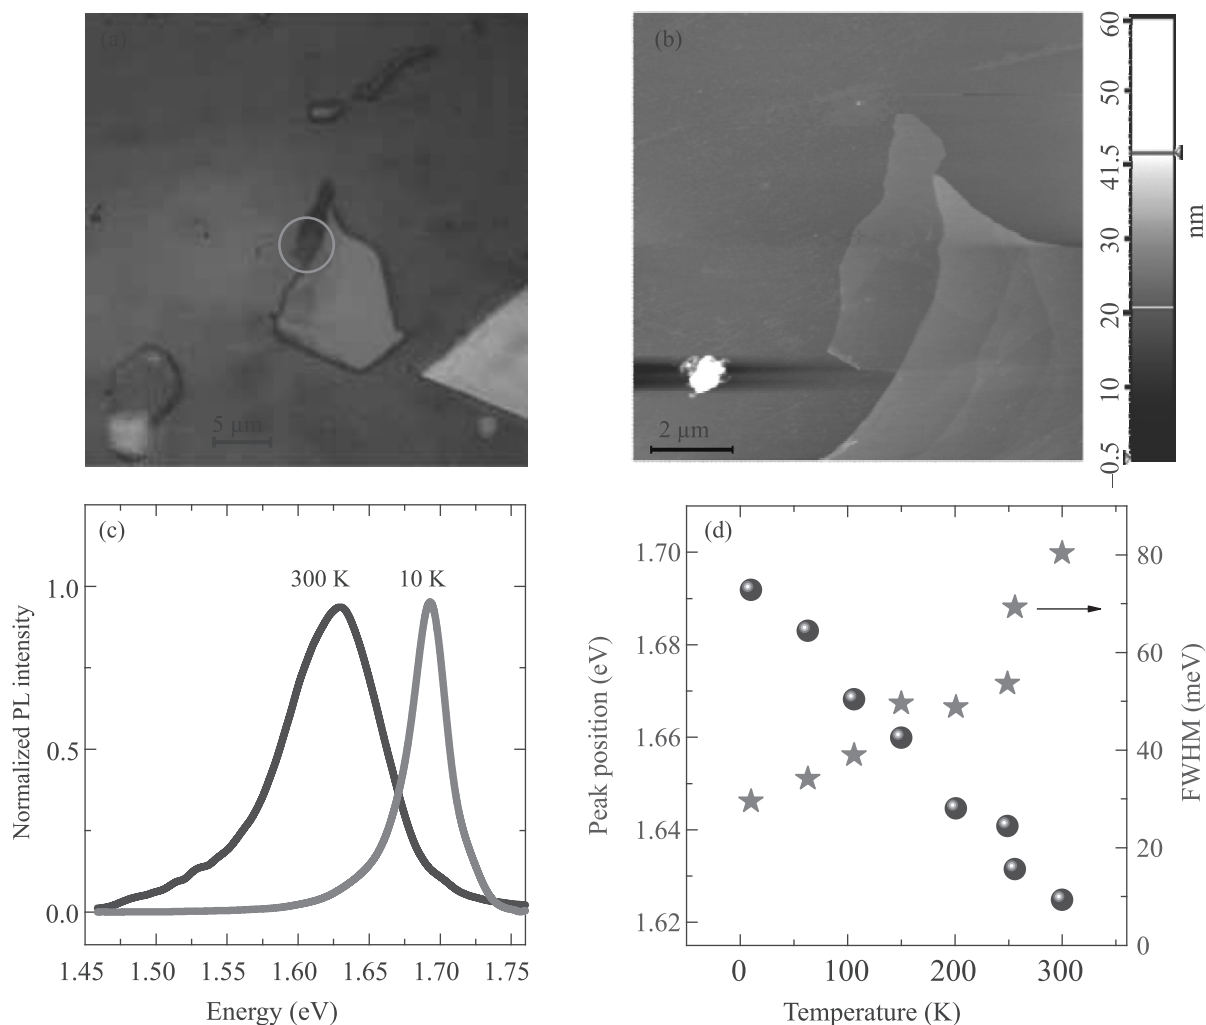 (a)
5 µm
(b)
2 µm
60
50
41.5
30
20
10
−0.5
nm
(c)
300 K
10 K
1.0
0.5
0.0
Normalized PL intensity
1.45
1.50
1.55
1.60
1.65
1.70
1.75
Energy (eV)
(d)
1.70
1.68
1.66
1.64
1.62
Peak position (eV)
80
60
40
20
0
FWHM (meV)
0
100
200
300
Temperature (K)